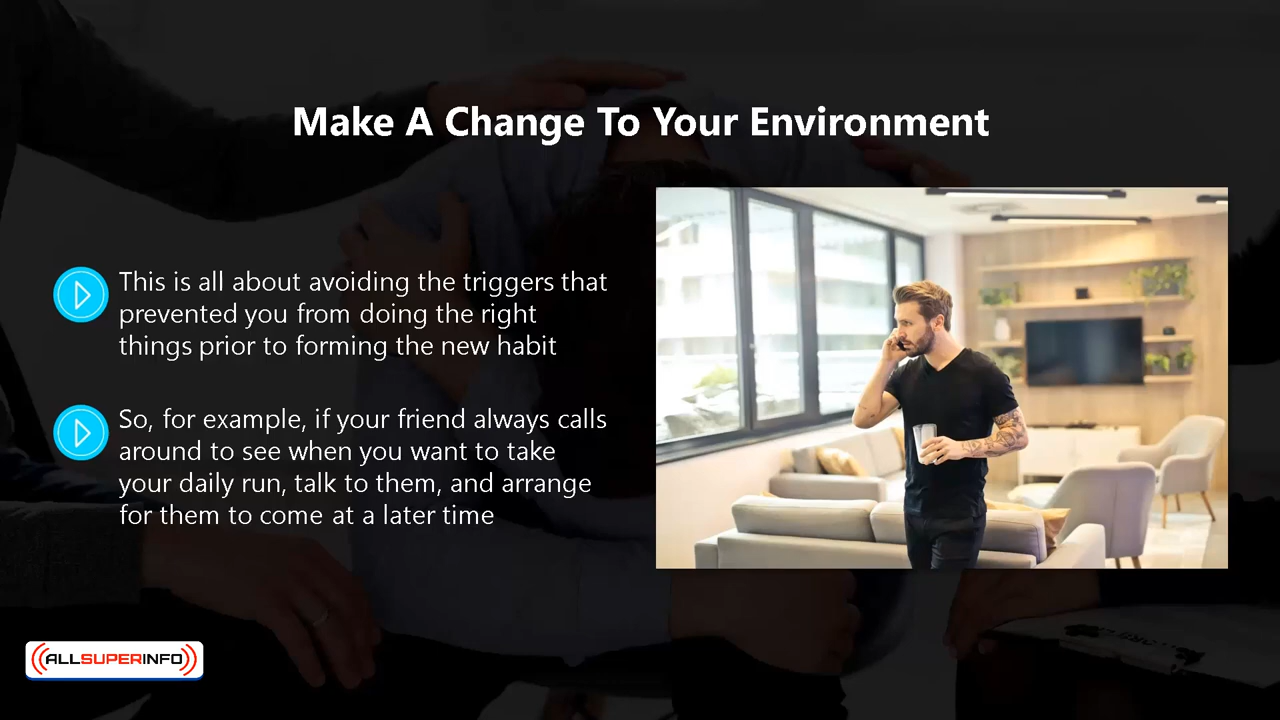 Make A Change To Your Environment
This is all about avoiding the triggers that
prevented you from doing the right
things prior to forming the new habit
So, for example, if your friend always calls
around to see when you want to take
your daily run, talk to them, and arrange
for them to come at a later time
ALLSUPERINFO